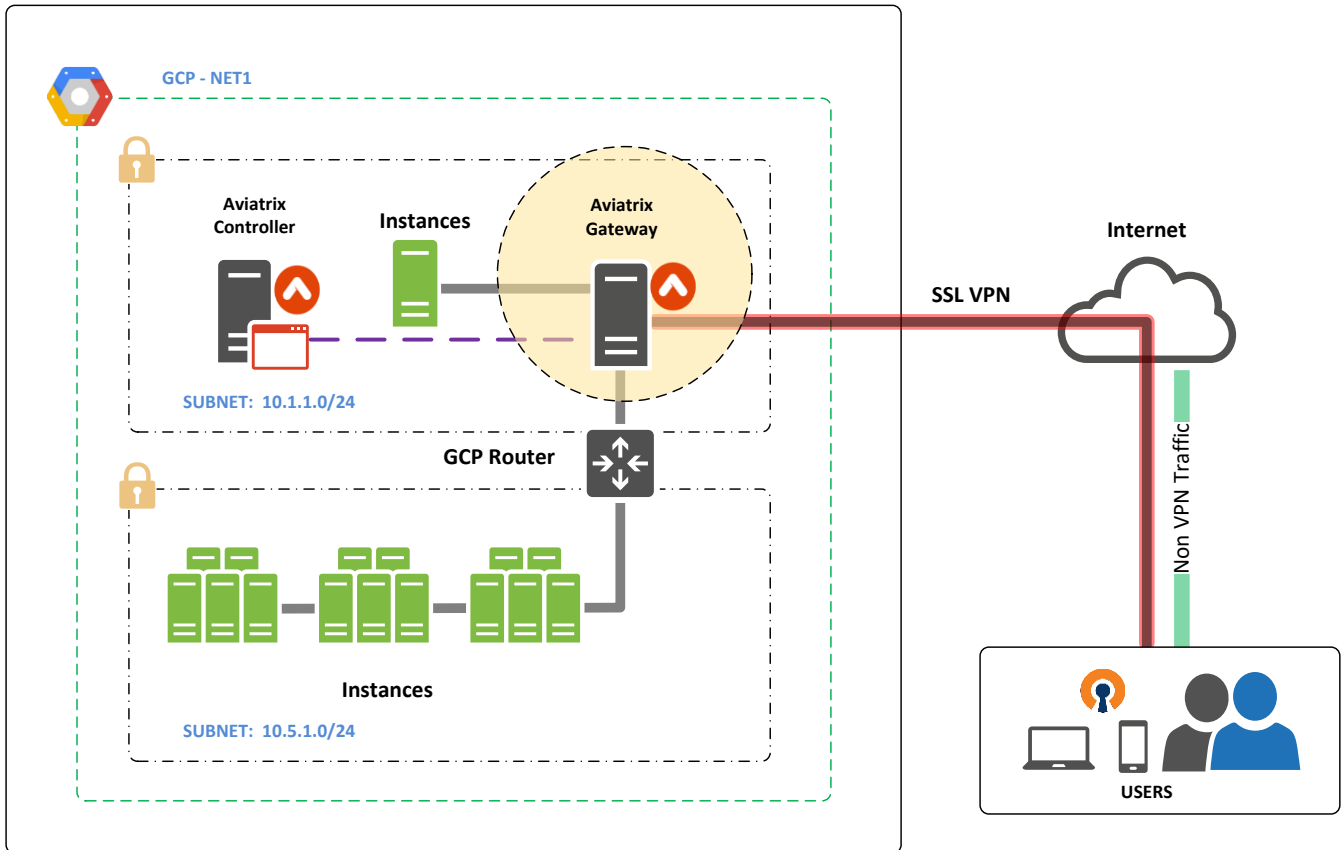 GCP - NET1
Aviatrix
Controller
Instances
Aviatrix
Gateway
Internet
SSL VPN
SUBNET:  10.1.1.0/24
GCP Router
Non VPN Traffic
Instances
SUBNET:  10.5.1.0/24
USERS